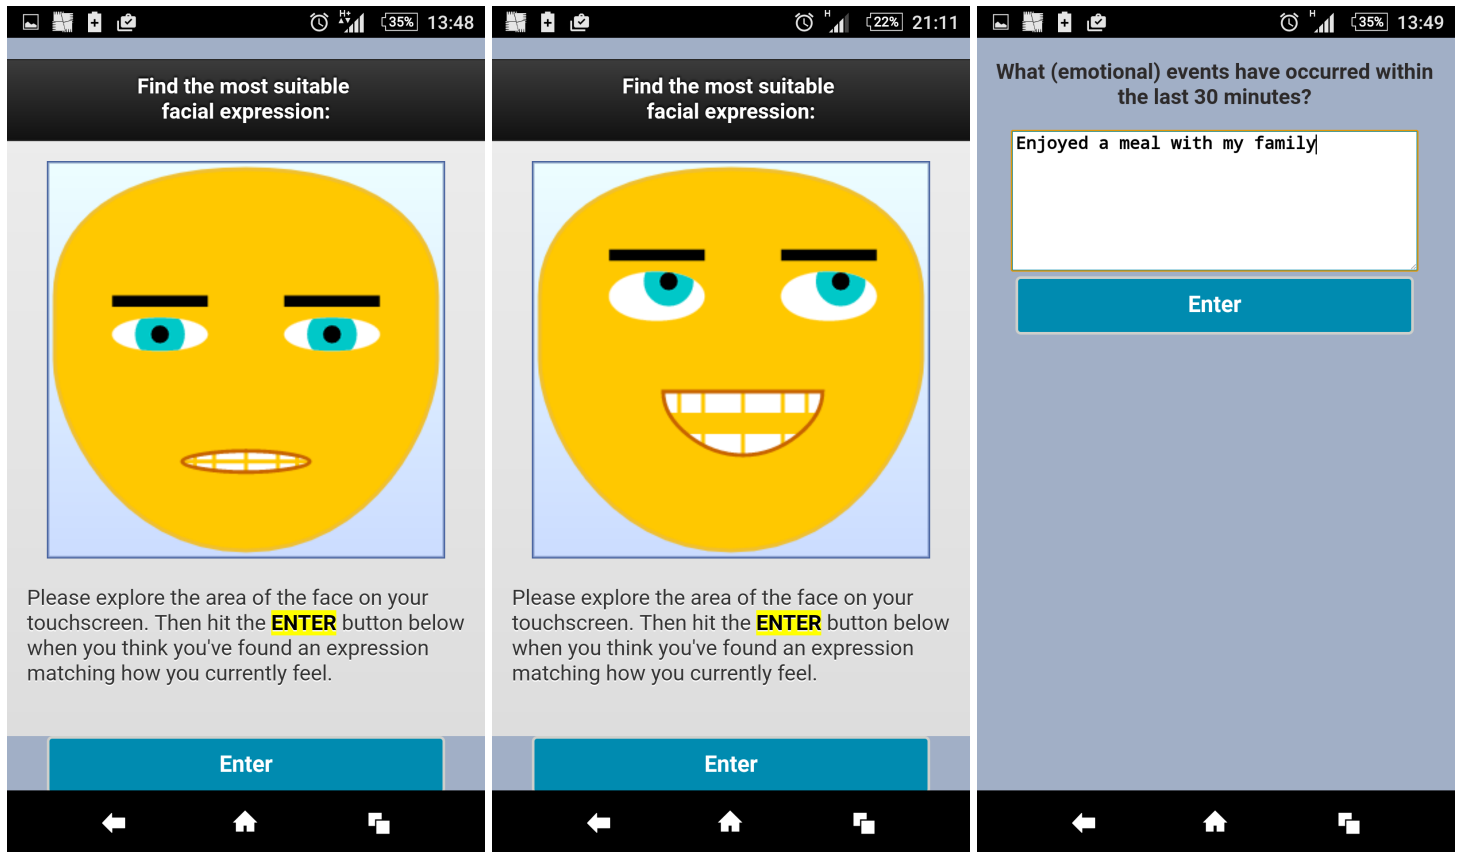 35% 13:48
Find the most suitable
facial expression:
Please explore the area of the face on your
touchscreen. Then hit the ENTER button below
when you think you've found an expression
matching how you currently feel.
Enter
H 22% 21:11
Find the most suitable
facial expression:
Please explore the area of the face on your
touchscreen. Then hit the ENTER button below
when you think you've found an expression
matching how you currently feel.
Enter
H 35% 13:49
What (emotional) events have occurred within
the last 30 minutes?
Enjoyed a meal with my family
Enter